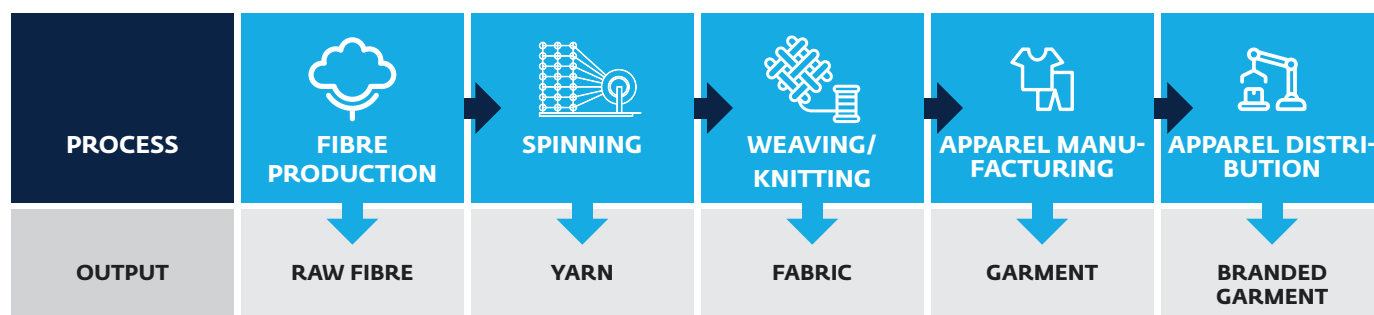 PROCESS
FIBRE
PRODUCTION
SPINNING
WEAVING/
KNITTING
APPAREL MANU-
FACTURING
APPAREL DISTRI-
BUTION
OUTPUT
RAW FIBRE
YARN
FABRIC
GARMENT
BRANDED
GARMENT